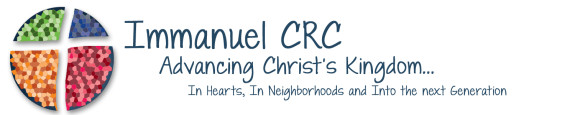 Immanuel CRC
Advancing Christ's Kingdom...
In Hearts, In Neighborhoods and Into the next Generation